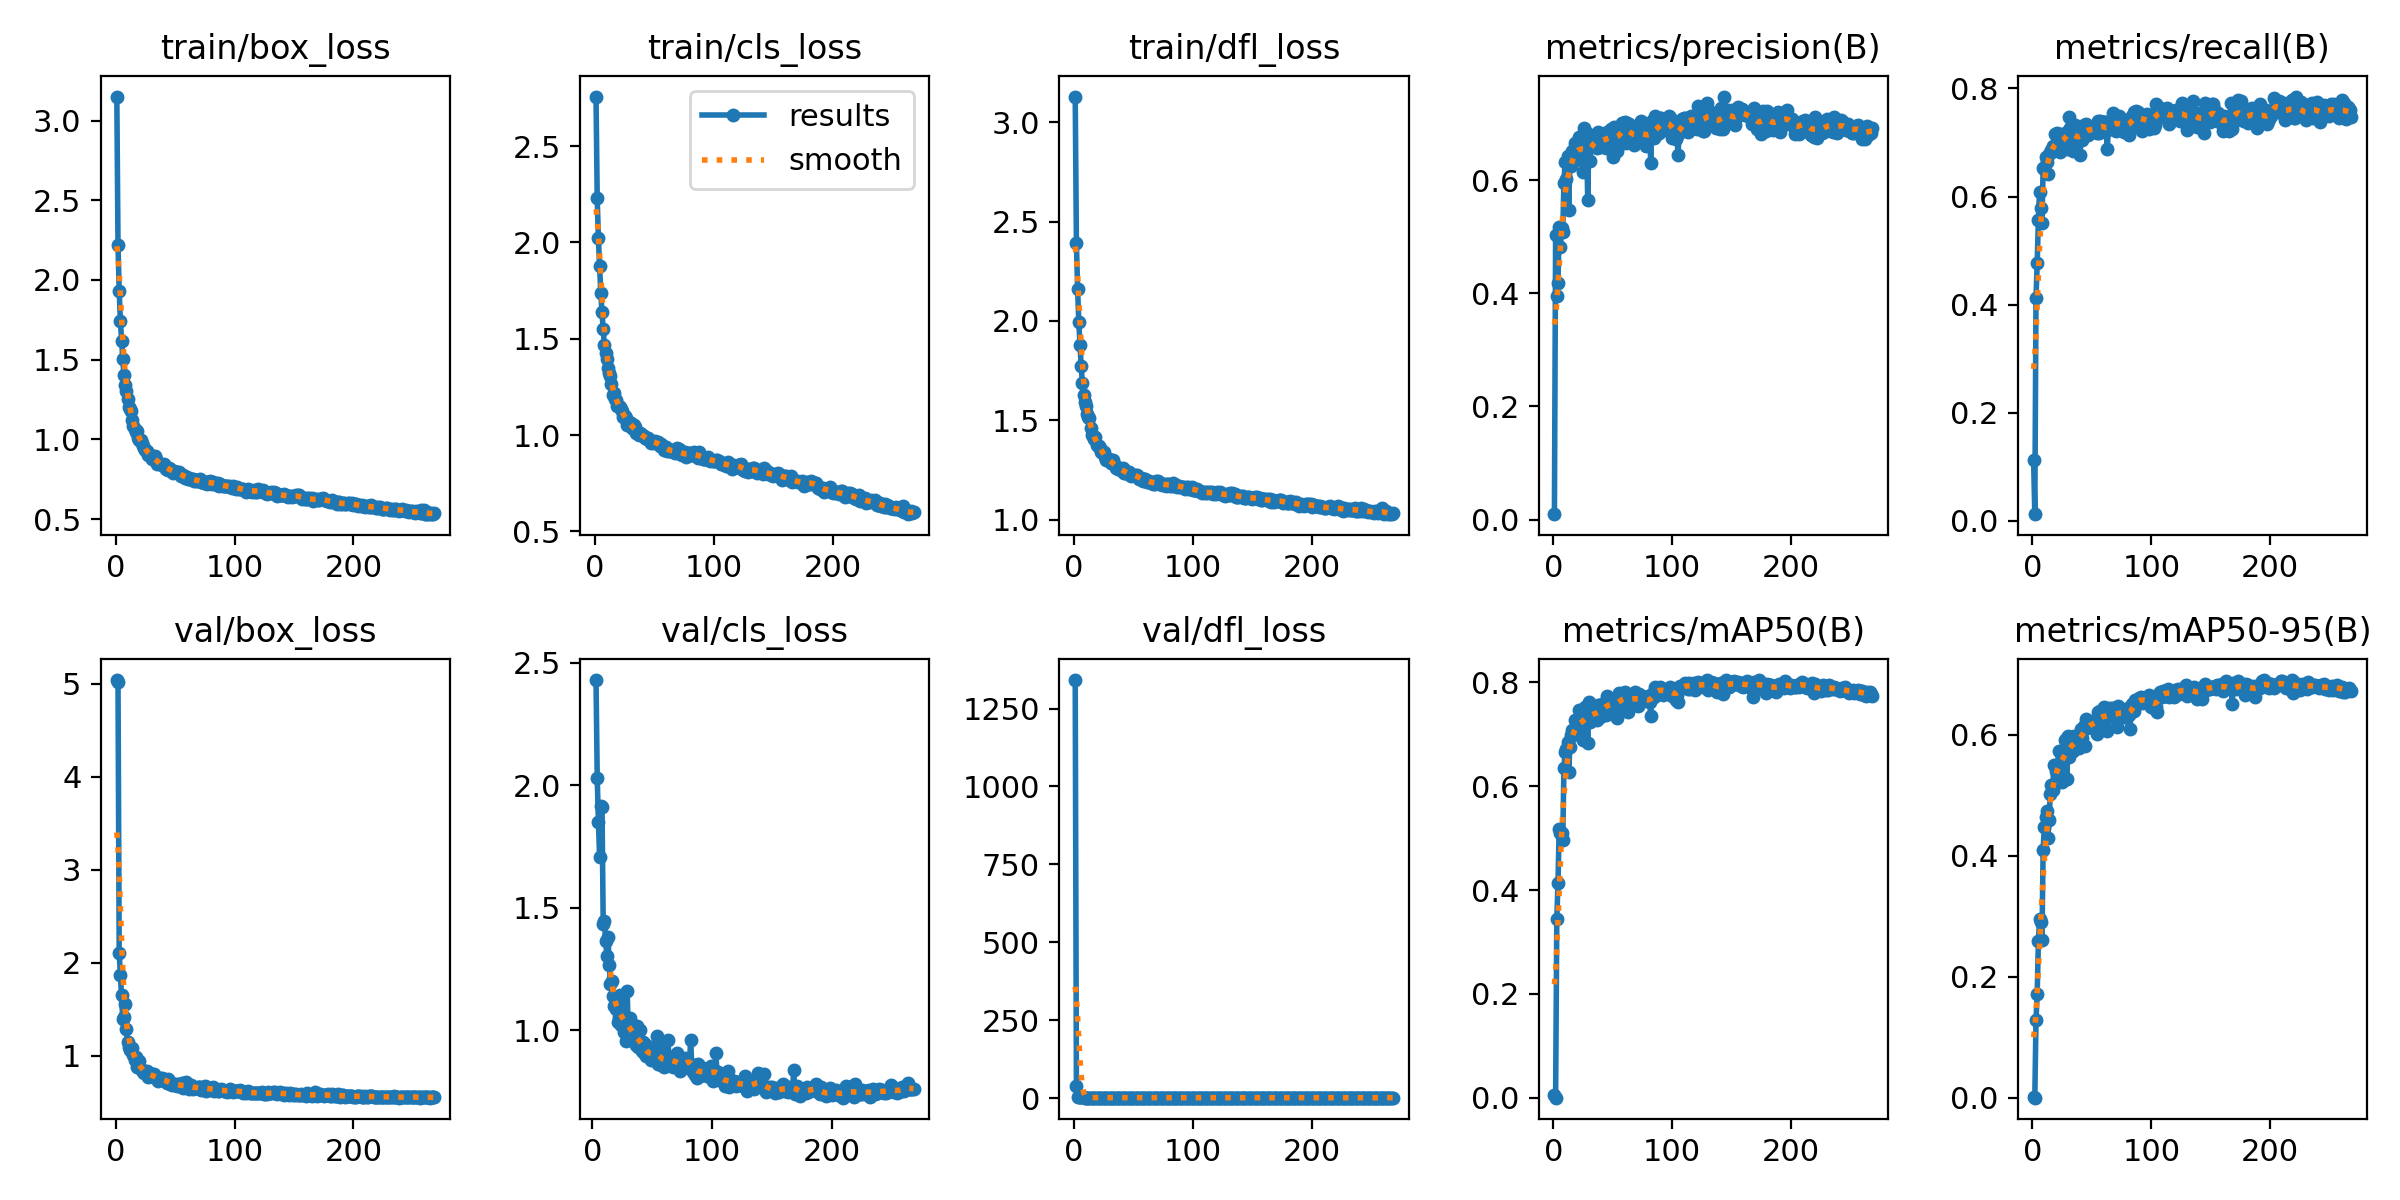 train/box_loss
3.0
2.5
2.0
1.5
1.0
0.5
0 100 200
train/cls_loss
results
smooth
2.5
2.0
1.5
1.0
0.5
0 100 200
train/dfl_loss
3.0
2.5
2.0
1.5
1.0
0 100 200
metrics/precision(B)
0.6
0.4
0.2
0.0
0 100 200
metrics/recall(B)
0.8
0.6
0.4
0.2
0.0
0 100 200
val/box_loss
5
4
3
2
1
0 100 200
val/cls_loss
2.5
2.0
1.5
1.0
0 100 200
val/dfl_loss
1250
1000
750
500
250
0
0 100 200
metrics/mAP50(B)
0.8
0.6
0.4
0.2
0.0
0 100 200
metrics/mAP50-95(B)
0.6
0.4
0.2
0.0
0 100 200